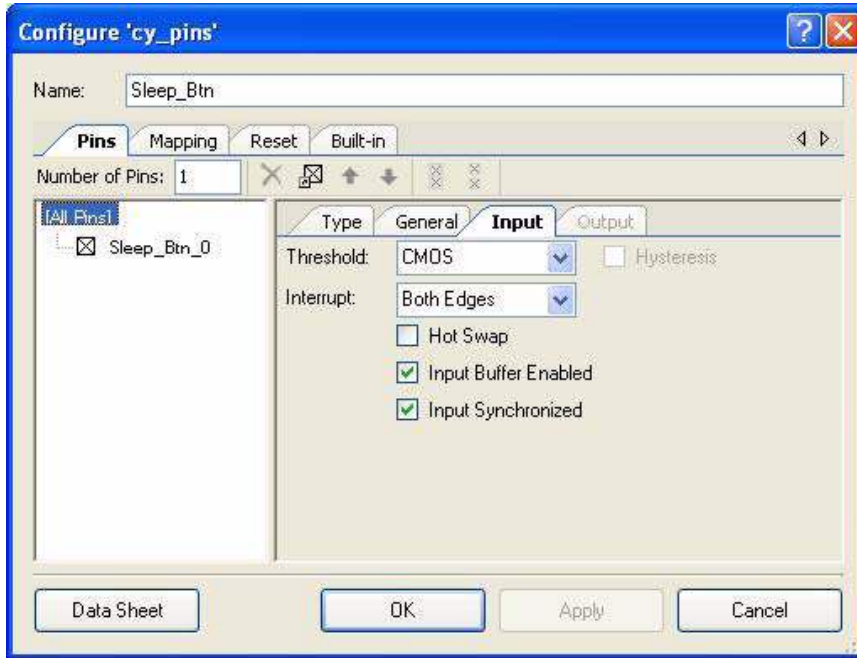 Configure 'cy_pins'
Name: Sleep_Btn
Pins Mapping Reset Built-in
Number of Pins: 1
[All Pins]
Sleep_Btn_0
Type General Input Output
Threshold: CMOS Hysteresis
Interrupt: Both Edges
Hot Swap
Input Buffer Enabled
Input Synchronized
Data Sheet OK Apply Cancel